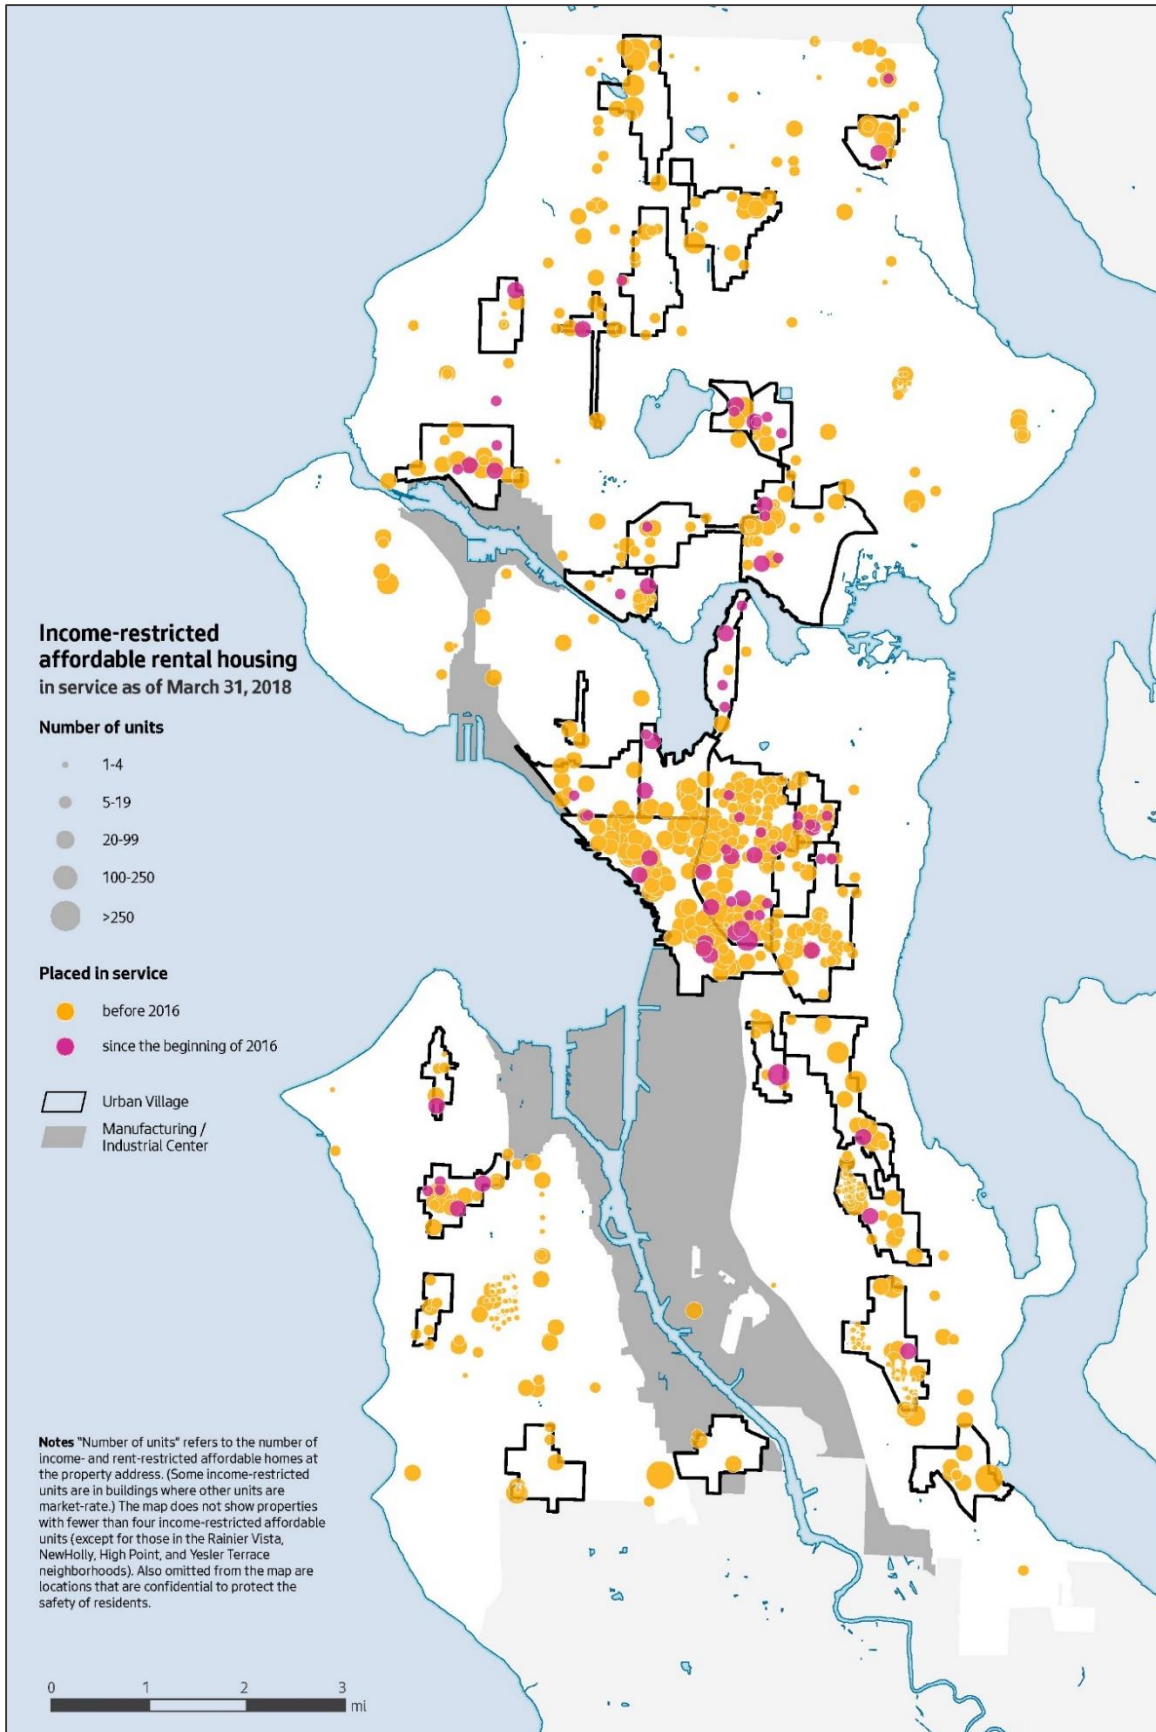 Income-restricted
affordable rental housing
in service as of March 31, 2018
Number of units
1-4
5-19
20-99
100-250
>250
Placed in service
before 2016
since the beginning of 2016
Urban Village
Manufacturing /
Industrial Center
Notes "Number of units" refers to the number of
income- and rent-restricted affordable homes at
the property address. (Some income-restricted
units are in buildings where other units are
market-rate.) The map does not show properties
with fewer than four income-restricted affordable
units (except for those in the Rainier Vista,
NewHolly, High Point, and Yesler Terrace
neighborhoods). Also omitted from the map are
locations that are confidential to protect the
safety of residents.
0 1 2 3
mi